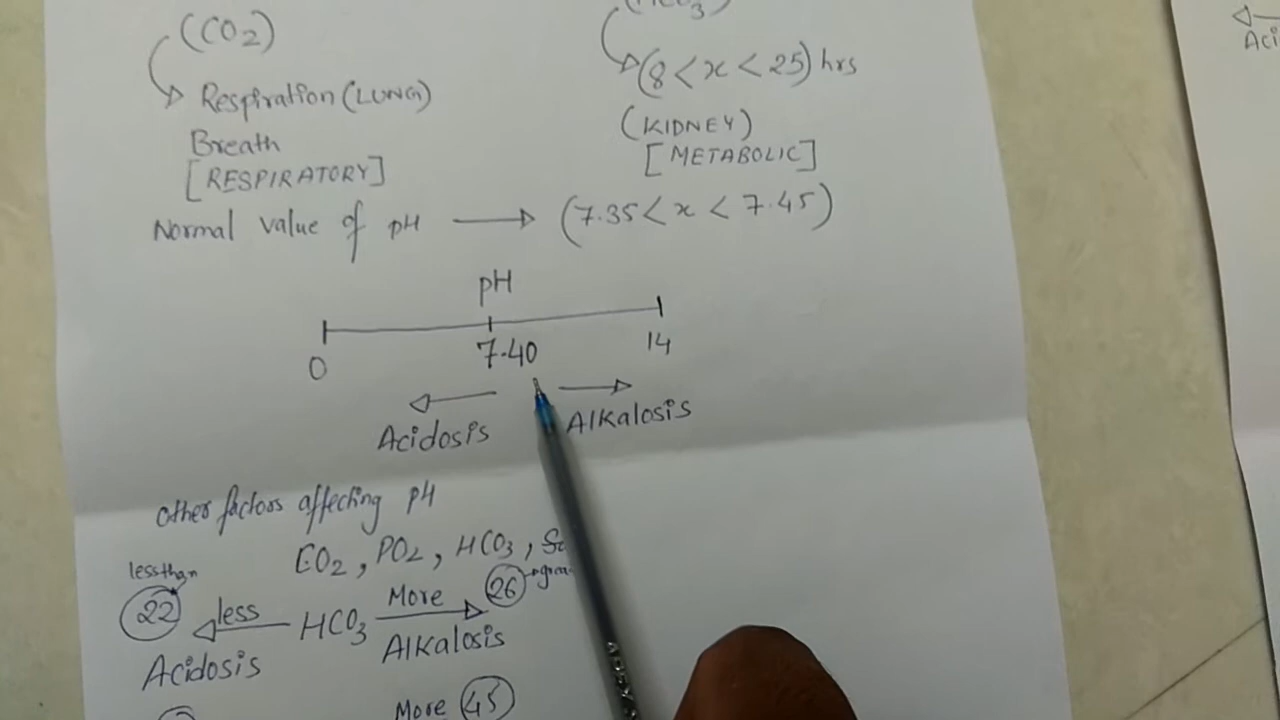 (CO2)
Respiration (LUNG)
Breath
[RESPIRATORY]
(8 < x < 25) hrs
(KIDNEY)
[METABOLIC]
Normal value of pH → (7.35 < x < 7.45)
pH
0 7.40 14
← Acidosis → Alkalosis
Other factors affecting pH
CO2, PO2, HCO3,
less than
22 ← less HCO3 More → 26
Acidosis Alkalosis
More 45
Aci